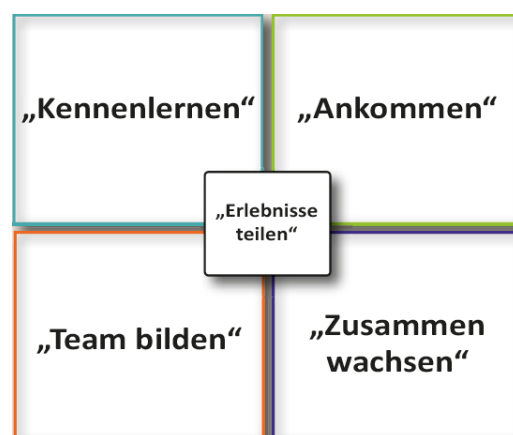 „Kennenlernen“
„Ankommen“
„Erlebnisse
teilen“
„Team bilden“
„Zusammen
wachsen“